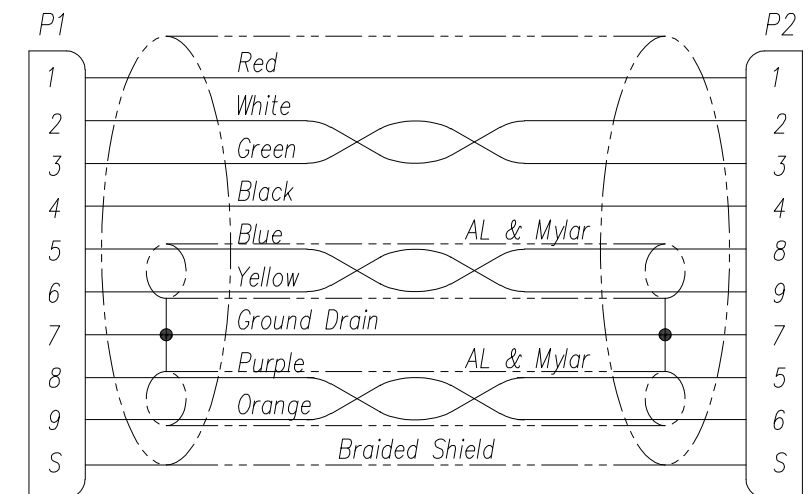 P1 P2
1 Red 1
2 White 2
3 Green 3
4 Black 4
5 Blue AL & Mylar 8
6 Yellow 9
7 Ground Drain 7
8 Purple AL & Mylar 5
9 Orange 6
S Braided Shield S